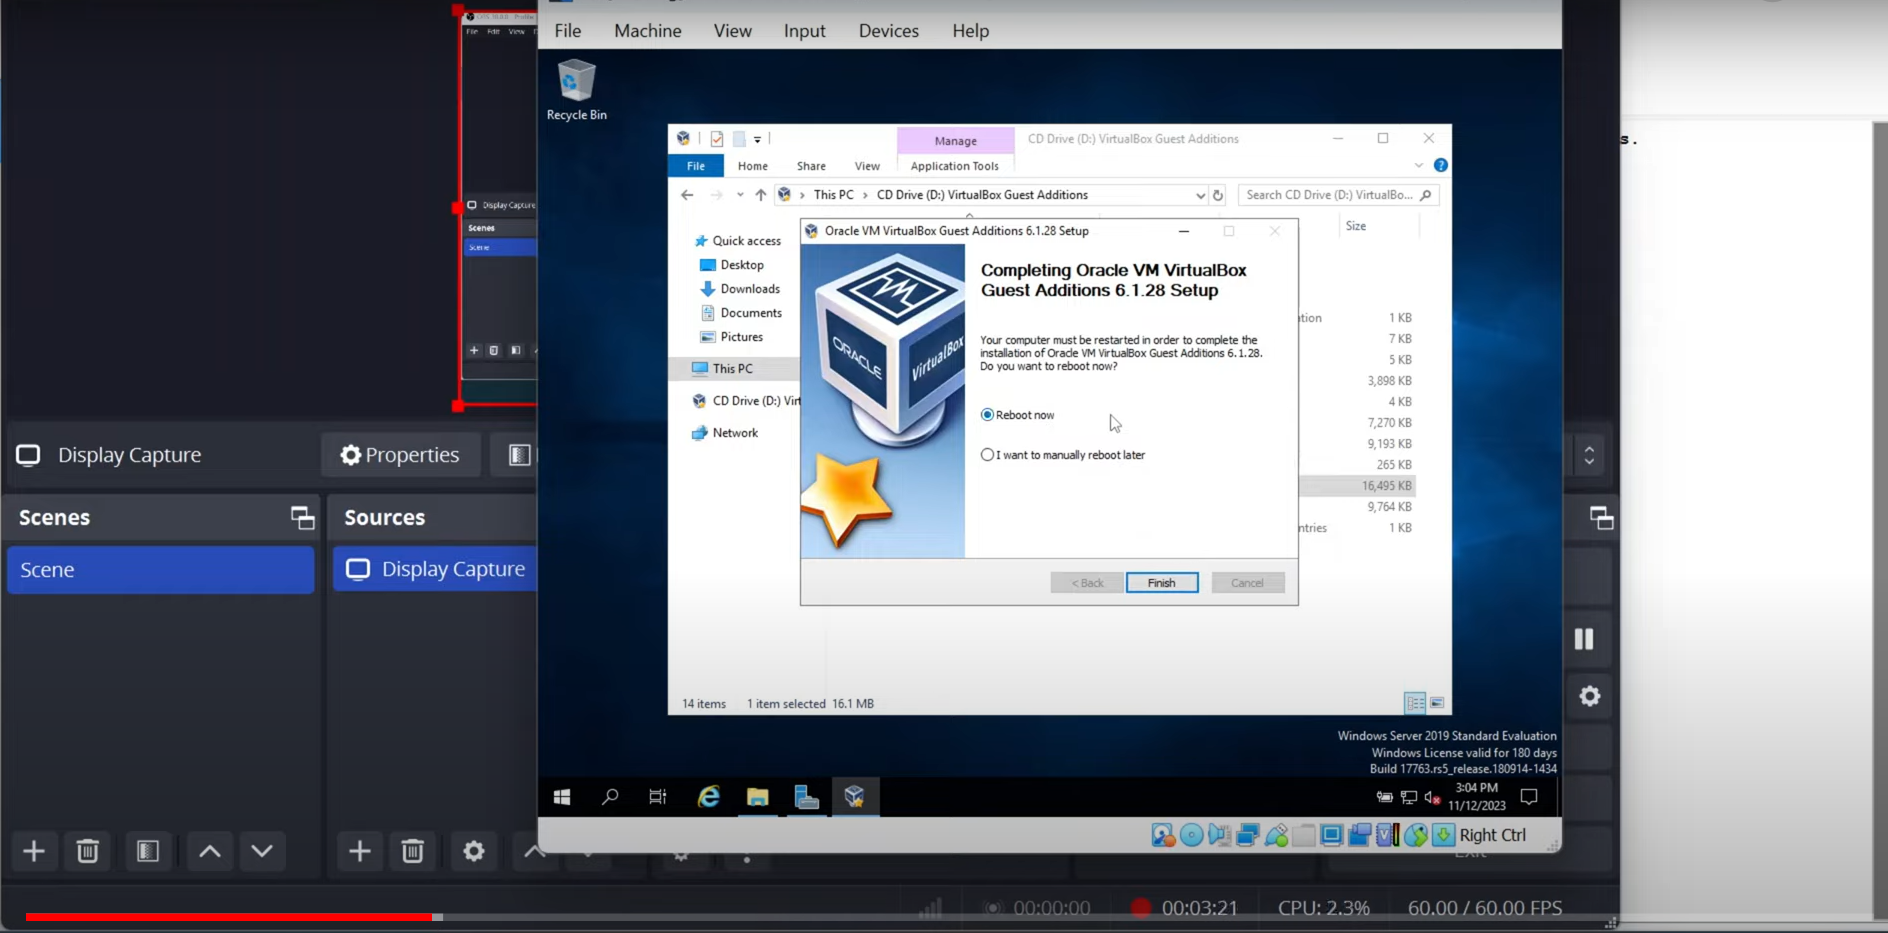 File Edit View
Display Capture
Scenes
Scene
File Machine View Input Devices Help
Recycle Bin
Manage
CD Drive (D:) VirtualBox Guest Additions
File Home Share View Application Tools
This PC > CD Drive (D:) VirtualBox Guest Additions
Search CD Drive (D:) VirtualBo...
Size
Quick access
Desktop
Downloads
Documents
Pictures
This PC
CD Drive (D:) Virt
Network
Oracle VM VirtualBox Guest Additions 6.1.28 Setup
Completing Oracle VM VirtualBox
Guest Additions 6.1.28 Setup
Your computer must be restarted in order to complete the
installation of Oracle VM VirtualBox Guest Additions 6.1.28.
Do you want to reboot now?
Reboot now
I want to manually reboot later
ORACLE
VirtualBox
< Back Finish Cancel
1 KB
7 KB
5 KB
3,898 KB
4 KB
7,270 KB
9,193 KB
265 KB
16,495 KB
9,764 KB
ntries 1 KB
14 items 1 item selected 16.1 MB
s.
Windows Server 2019 Standard Evaluation
Windows License valid for 180 days
Build 17763.rs5_release.180914-1434
3:04 PM
11/12/2023
Right Ctrl
Display Capture Properties
Scenes
Scene
Sources
Display Capture
00:00:00 00:03:21 CPU: 2.3% 60.00 / 60.00 FPS